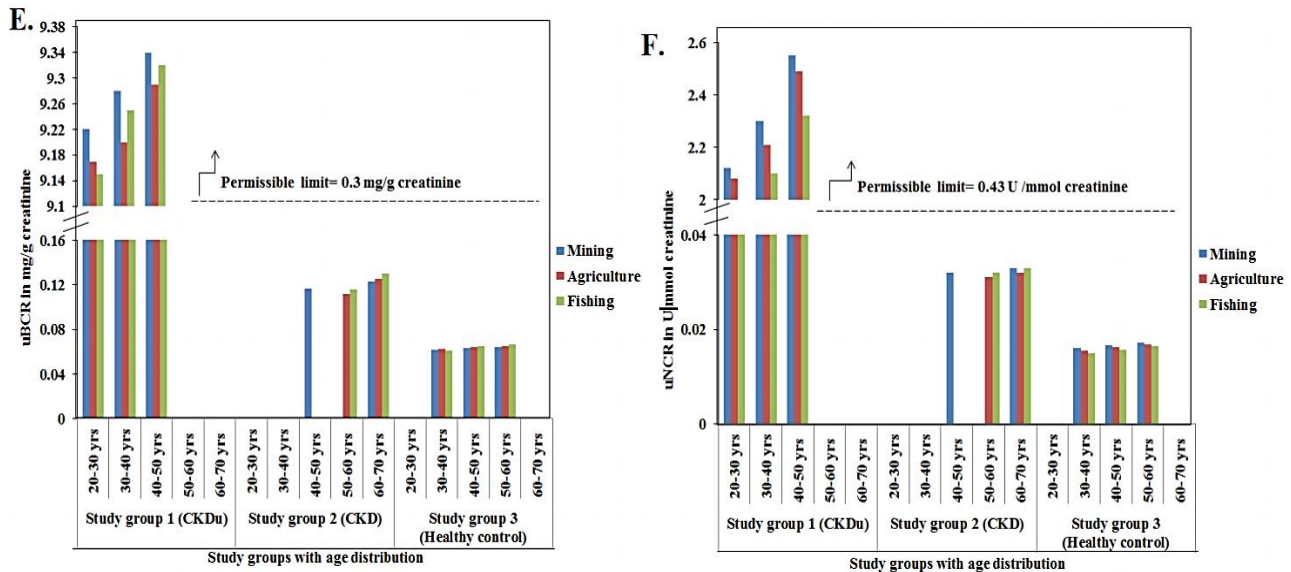 E.
uBCR in mg/g creatinine
9.38
9.34
9.3
9.26
9.22
9.18
9.14
9.1
0.16
0.12
0.08
0.04
0
Permissible limit= 0.3 mg/g creatinine
Mining
Agriculture
Fishing
20-30 yrs
30-40 yrs
40-50 yrs
50-60 yrs
60-70 yrs
20-30 yrs
30-40 yrs
40-50 yrs
50-60 yrs
60-70 yrs
20-30 yrs
30-40 yrs
40-50 yrs
50-60 yrs
60-70 yrs
Study group 1 (CKDu)
Study group 2 (CKD)
Study group 3
(Healthy control)
Study groups with age distribution
F.
uNCR in U|mmol creatinine
2.6
2.4
2.2
2
0.04
0.02
0
Permissible limit= 0.43 U /mmol creatinine
Mining
Agriculture
Fishing
20-30 yrs
30-40 yrs
40-50 yrs
50-60 yrs
60-70 yrs
20-30 yrs
30-40 yrs
40-50 yrs
50-60 yrs
60-70 yrs
20-30 yrs
30-40 yrs
40-50 yrs
50-60 yrs
60-70 yrs
Study group 1 (CKDu)
Study group 2 (CKD)
Study group 3
(Healthy control)
Study groups with age distribution